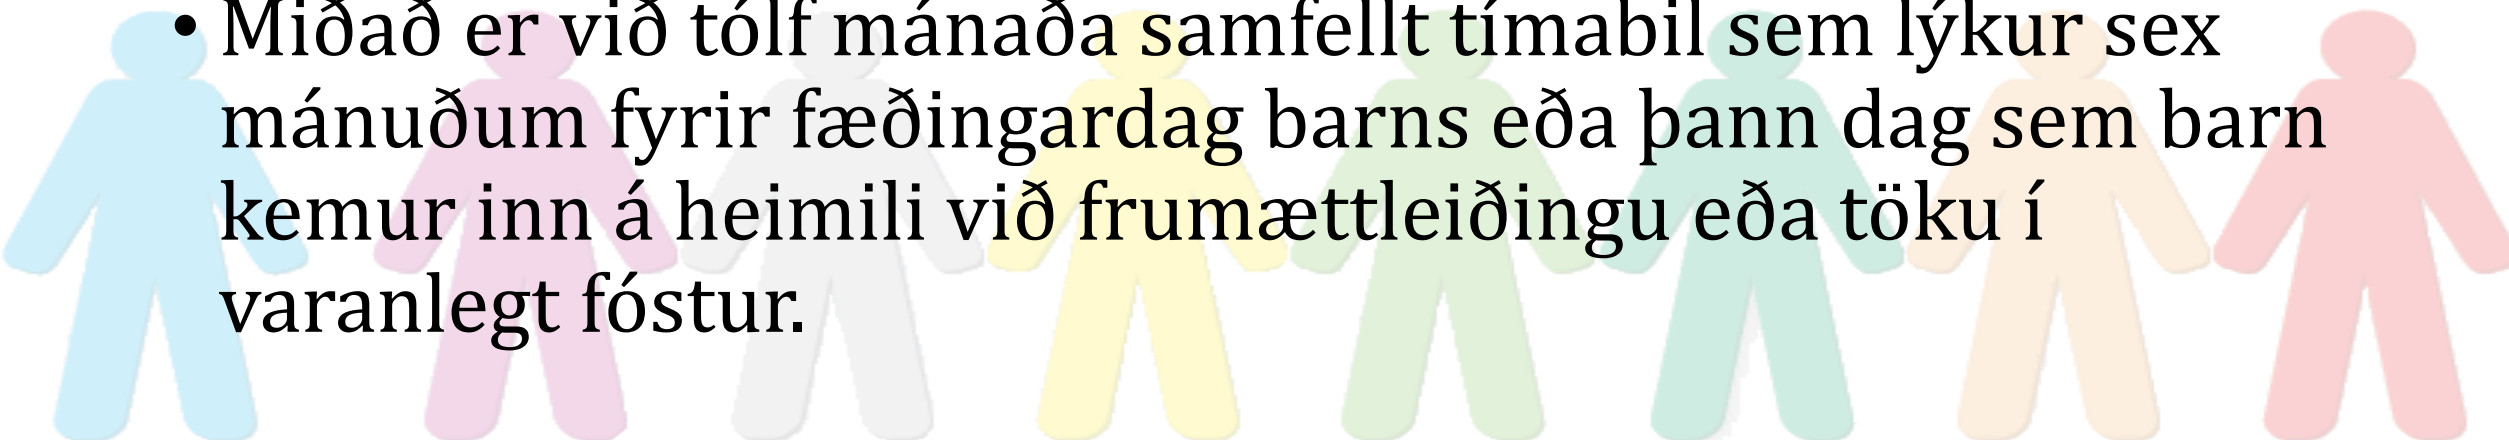 • Miðað er við tólf mánaða samfellt tímabil sem lýkur sex
mánuðum fyrir fæðingardag barns eða þann dag sem barn
kemur inn á heimili við frumættleiðingu eða töku í
varanlegt fóstur.